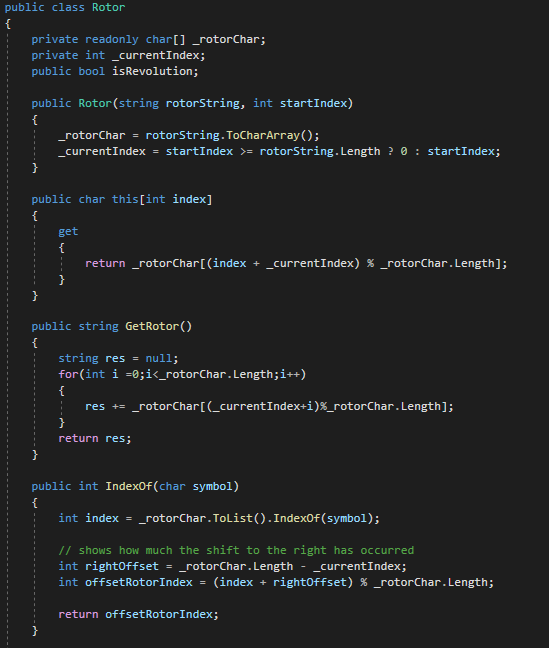 public class Rotor
{
private readonly char[] _rotorChar;
private int _currentIndex;
public bool isRevolution;
public Rotor(string rotorString, int startIndex)
{
_rotorChar = rotorString.ToCharArray();
_currentIndex = startIndex >= rotorString.Length ? 0 : startIndex;
}
public char this[int index]
{
get
{
return _rotorChar[(index + _currentIndex) % _rotorChar.Length];
}
}
public string GetRotor()
{
string res = null;
for(int i =0;i<_rotorChar.Length;i++)
{
res += _rotorChar[(_currentIndex+i)%_rotorChar.Length];
}
return res;
}
public int IndexOf(char symbol)
{
int index = _rotorChar.ToList().IndexOf(symbol);
// shows how much the shift to the right has occurred
int rightOffset = _rotorChar.Length - _currentIndex;
int offsetRotorIndex = (index + rightOffset) % _rotorChar.Length;
return offsetRotorIndex;
}